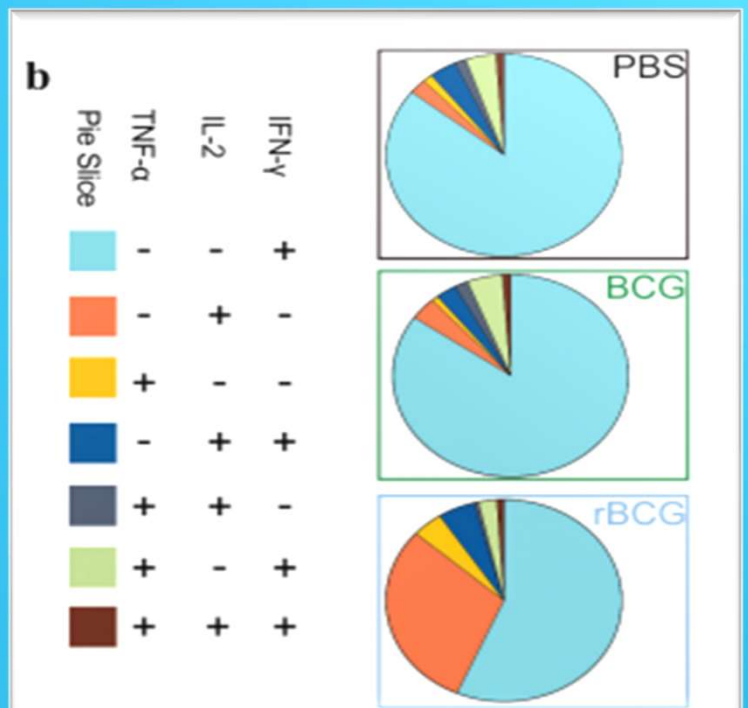 b
Pie Slice TNF-α IL-2 IFN-γ
- - +
- + -
+ - -
- + +
+ + -
+ - +
+ + +
PBS
BCG
rBCG